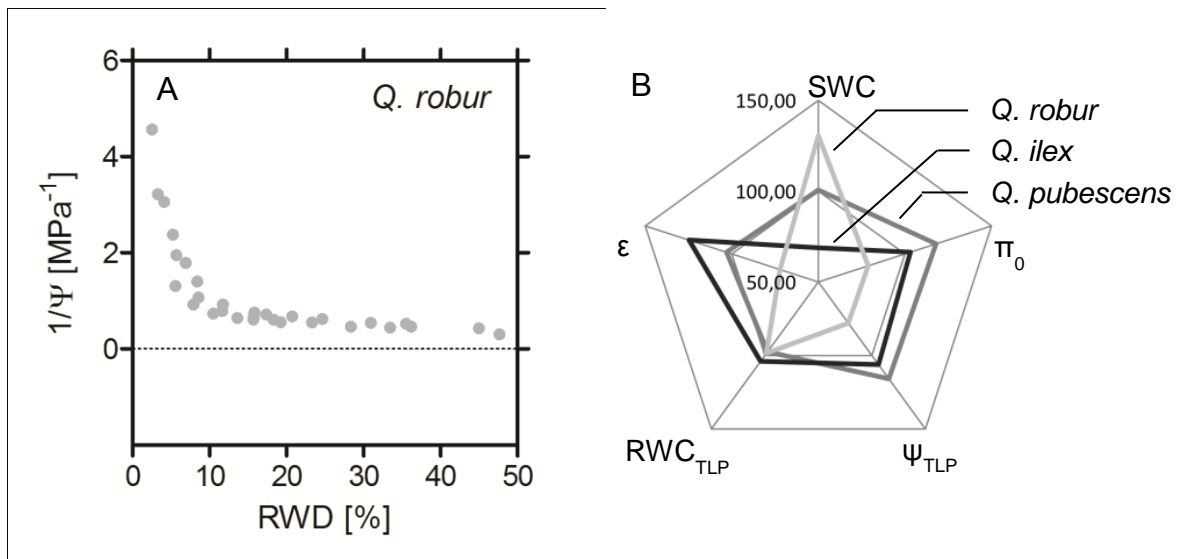 A
Q. robur
6
4
2
0
1/Ψ [MPa⁻¹]
0 10 20 30 40 50
RWD [%]
B
SWC
150,00
100,00
50,00
Q. robur
Q. ilex
Q. pubescens
ε
π₀
RWC_TLP
ψ_TLP